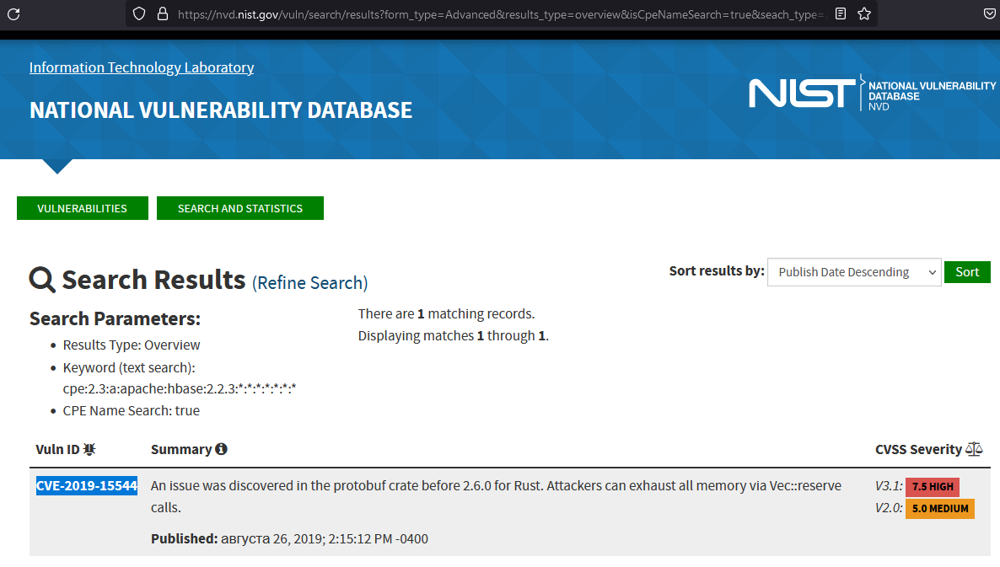 https://nvd.nist.gov/vuln/search/results?form_type=Advanced&results_type=overview&isCpeNameSearch=true&seach_type=
Information Technology Laboratory
NATIONAL VULNERABILITY DATABASE
NIST
NATIONAL VULNERABILITY
DATABASE
NVD
VULNERABILITIES
SEARCH AND STATISTICS
Search Results (Refine Search)
Sort results by: Publish Date Descending Sort
Search Parameters:
There are 1 matching records.
Displaying matches 1 through 1.
• Results Type: Overview
• Keyword (text search):
cpe:2.3:a:apache:hbase:2.2.3:*:*:*:*:*:*:*
• CPE Name Search: true
Vuln ID Summary CVSS Severity
CVE-2019-15544
An issue was discovered in the protobuf crate before 2.6.0 for Rust. Attackers can exhaust all memory via Vec::reserve
calls.
Published: августа 26, 2019; 2:15:12 PM -0400
V3.1: 7.5 HIGH
V2.0: 5.0 MEDIUM